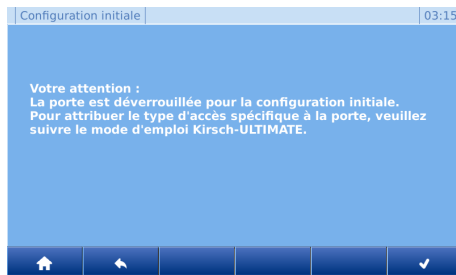 Configuration initiale 03:15
Votre attention :
La porte est déverrouillée pour la configuration initiale.
Pour attribuer le type d'accès spécifique à la porte, veuillez
suivre le mode d'emploi Kirsch-ULTIMATE.